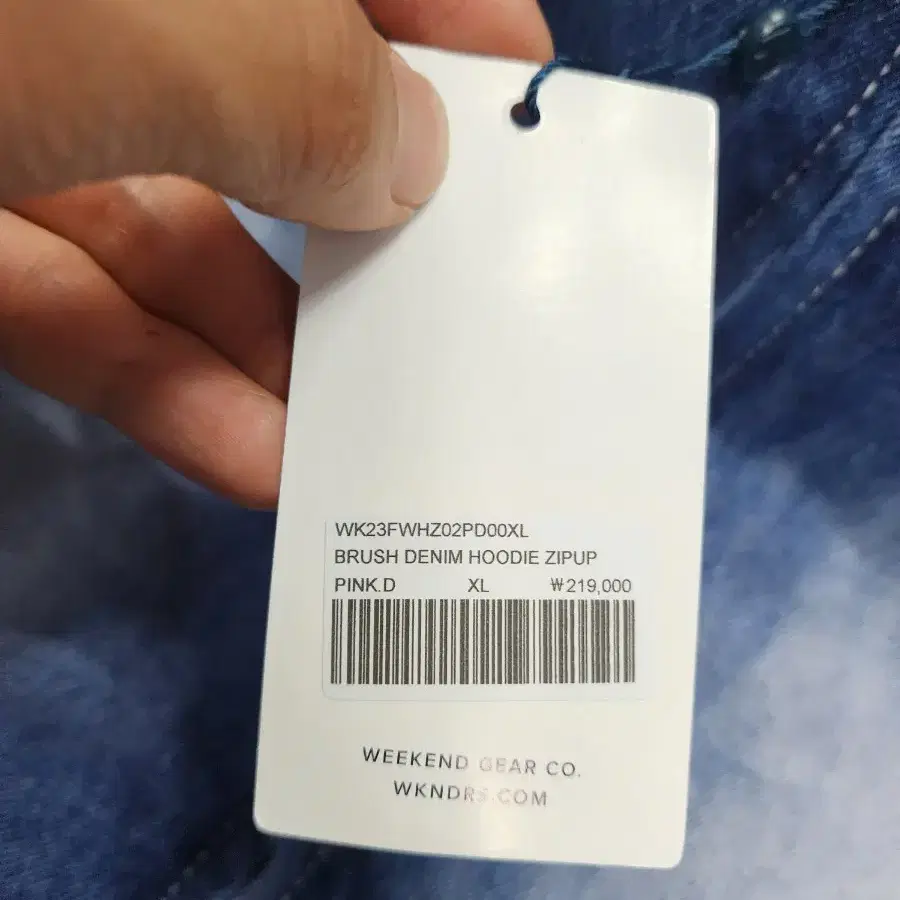 WK23FWHZ02PD00XL
BRUSH DENIM HOODIE ZIPUP
PINK.D XL ₩219,000
WEEKEND GEAR CO.
WKNDRS.COM